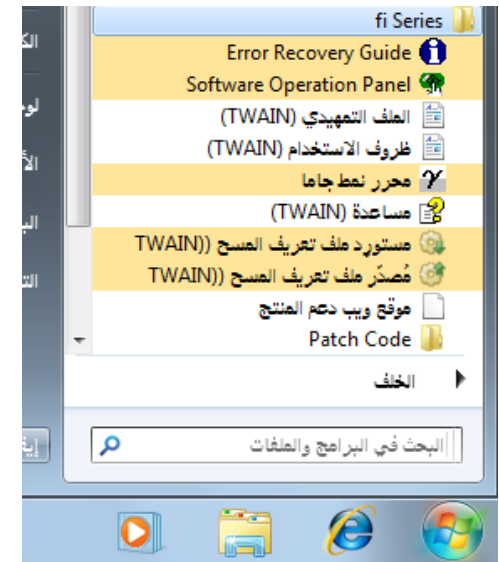 fi Series
Error Recovery Guide
Software Operation Panel
الملف التمهيدي (TWAIN)
ظروف الاستخدام (TWAIN)
محرر نمط جاما
مساعدة (TWAIN)
مستورد ملف تعريف المسح ((TWAIN
مُصدّر ملف تعريف المسح ((TWAIN
موقع ويب دعم المنتج
Patch Code
الخلف
البحث في البرامج والملفات